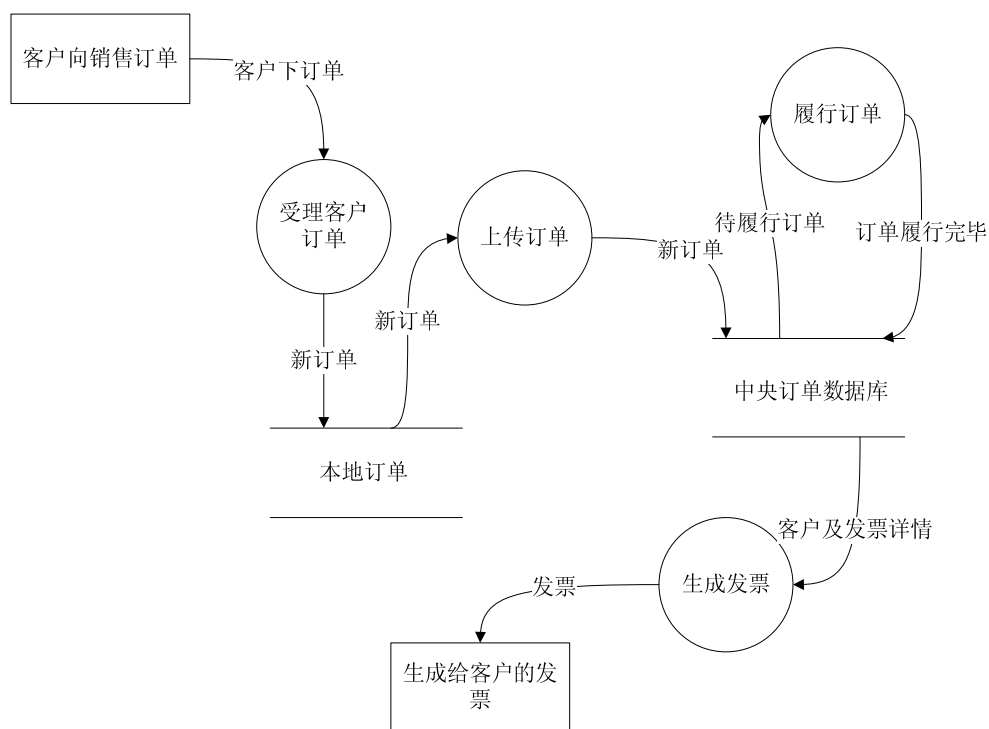 客户向销售订单
客户下订单
履行订单
受理客户
订单
上传订单
待履行订单
订单履行完毕
新订单
新订单
新订单
中央订单数据库
本地订单
客户及发票详情
发票
生成发票
生成给客户的发
票